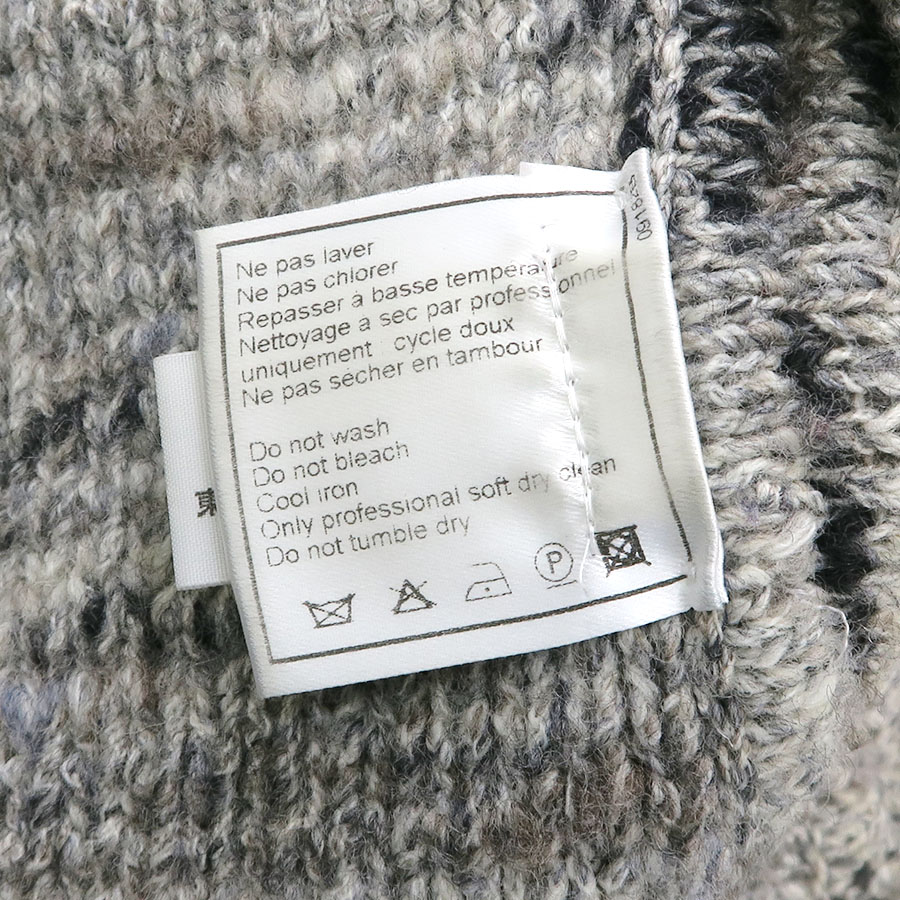 Ne pas laver
Ne pas chlorer
Repasser à basse température
Nettoyage à sec par professionnel
uniquement cycle doux
Ne pas sécher en tambour
Do not wash
Do not bleach
Cool iron
Only professional soft dry clean
Do not tumble dry
P